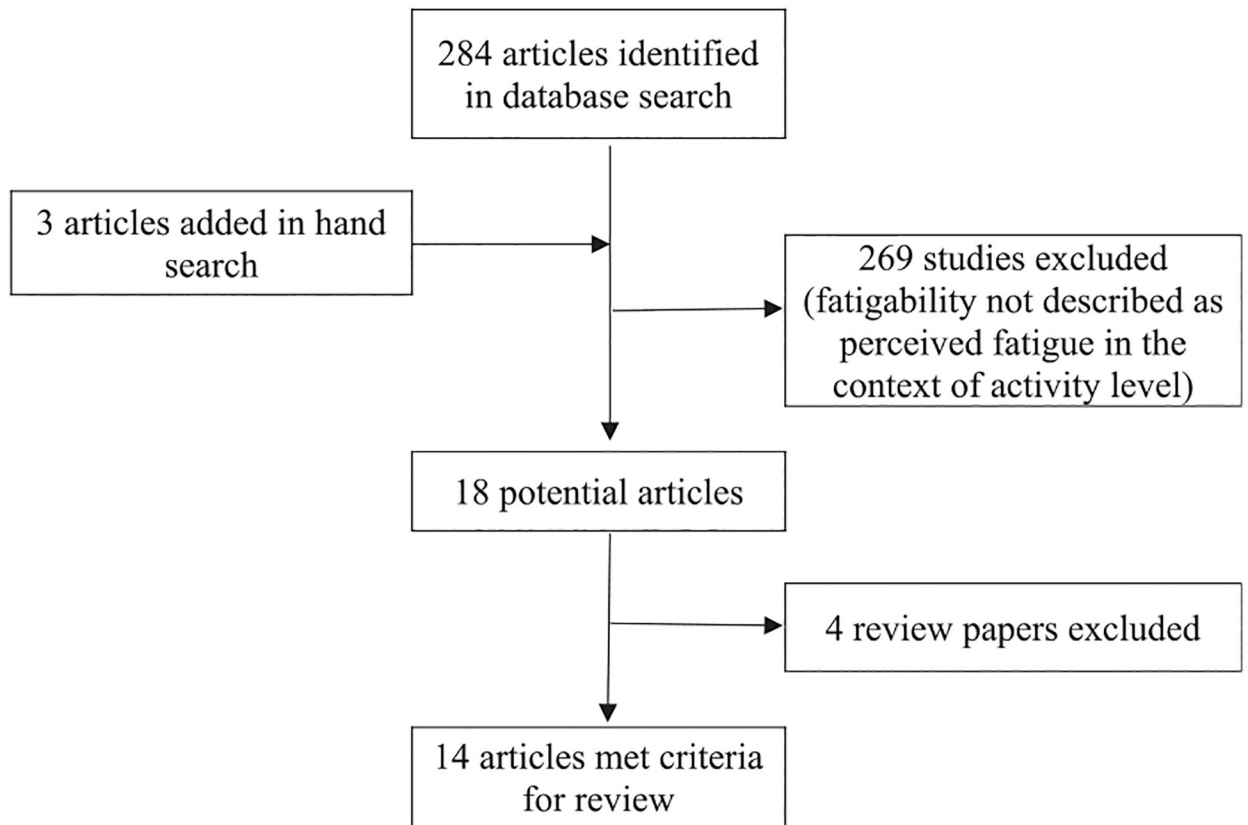 284 articles identified
in database search
3 articles added in hand
search
269 studies excluded
(fatigability not described as
perceived fatigue in the
context of activity level)
18 potential articles
4 review papers excluded
14 articles met criteria
for review